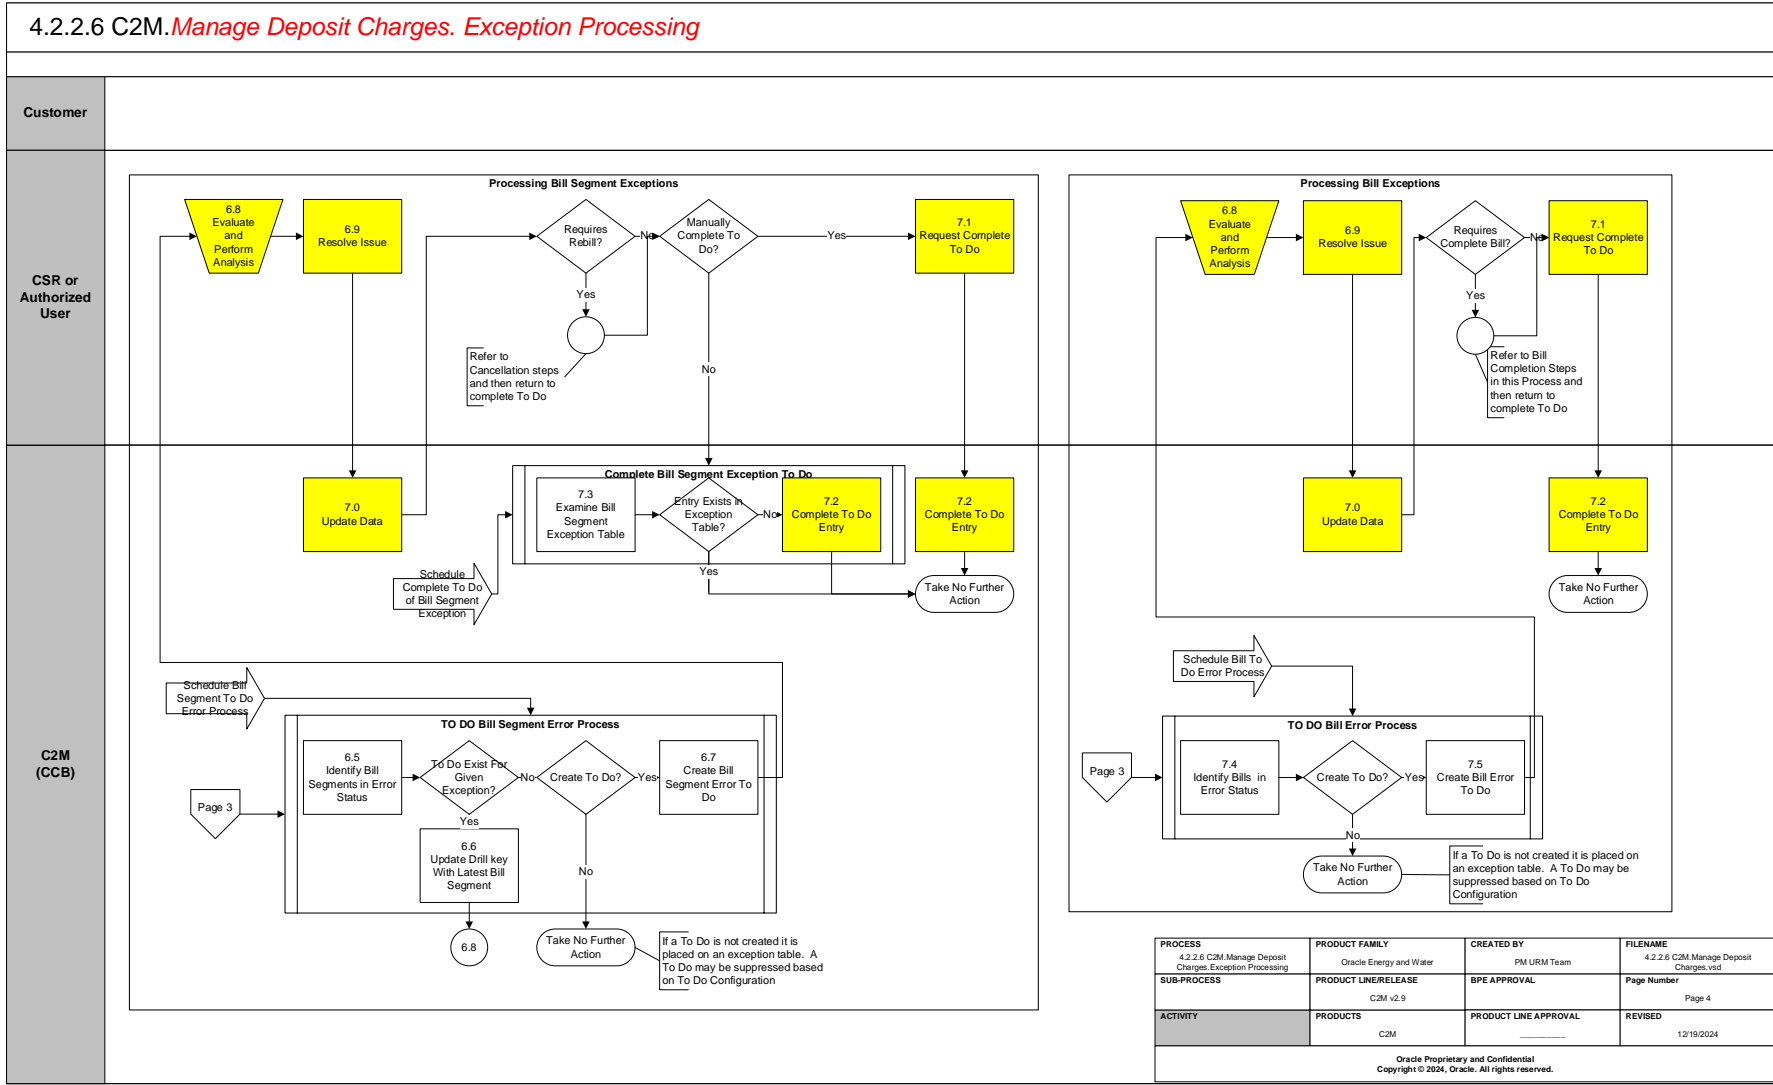 4.2.2.6 C2M.Manage Deposit Charges. Exception Processing
Customer
CSR or
Authorized
User
C2M
(CCB)
Processing Bill Segment Exceptions
6.8
Evaluate
and
Perform
Analysis
6.9
Resolve Issue
Requires
Rebill?
No
Manually
Complete To
Do?
Yes
7.1
Request Complete
To Do
Yes
Refer to
Cancellation steps
and then return to
complete To Do
No
7.0
Update Data
Complete Bill Segment Exception To Do
7.3
Examine Bill
Segment
Exception Table
Entry Exists in
Exception
Table?
No
7.2
Complete To Do
Entry
7.2
Complete To Do
Entry
Yes
Take No Further
Action
Schedule
Complete To Do
of Bill Segment
Exception
Schedule Bill
Segment To Do
Error Process
TO DO Bill Segment Error Process
6.5
Identify Bill
Segments in Error
Status
To Do Exist For
Given
Exception?
No
Create To Do?
Yes
6.7
Create Bill
Segment Error To
Do
Page 3
Yes
6.6
Update Drill key
With Latest Bill
Segment
No
6.8
Take No Further
Action
If a To Do is not created it is
placed on an exception table.  A
To Do may be suppressed based
on To Do Configuration
Processing Bill Exceptions
6.8
Evaluate
and
Perform
Analysis
6.9
Resolve Issue
Requires
Complete Bill?
No
7.1
Request Complete
To Do
Yes
Refer to Bill
Completion Steps
in this Process and
then return to
complete To Do
7.0
Update Data
7.2
Complete To Do
Entry
Take No Further
Action
Schedule Bill To
Do Error Process
TO DO Bill Error Process
Page 3
7.4
Identify Bills  in
Error Status
Create To Do?
Yes
7.5
Create Bill Error
To Do
No
Take No Further
Action
If a To Do is not created it is placed on
an exception table.  A To Do may be
suppressed based on To Do
Configuration
PROCESS
4.2.2.6 C2M.Manage Deposit
Charges.Exception Processing
PRODUCT FAMILY
Oracle Energy and Water
CREATED BY
PM URM Team
FILENAME
4.2.2.6 C2M.Manage Deposit
Charges.vsd
SUB-PROCESS
PRODUCT LINE/RELEASE
C2M v2.9
BPE APPROVAL
Page Number
Page 4
ACTIVITY
PRODUCTS
C2M
PRODUCT LINE APPROVAL
___________
REVISED
12/19/2024
Oracle Proprietary and Confidential
Copyright © 2024, Oracle. All rights reserved.